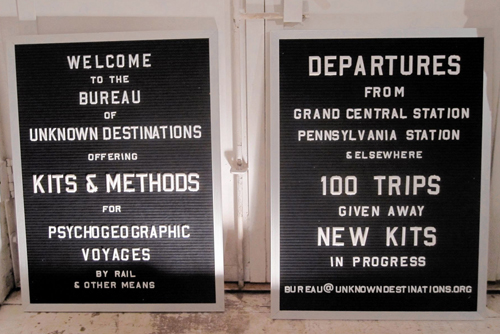 WELCOME
TO THE
BUREAU
OF
UNKNOWN DESTINATIONS
OFFERING
KITS & METHODS
FOR
PSYCHOGEOGRAPHIC
VOYAGES
BY RAIL
& OTHER MEANS
DEPARTURES
FROM
GRAND CENTRAL STATION
PENNSYLVANIA STATION
& ELSEWHERE
100 TRIPS
GIVEN AWAY
NEW KITS
IN PROGRESS
BUREAU@UNKNOWNDESTINATIONS.ORG